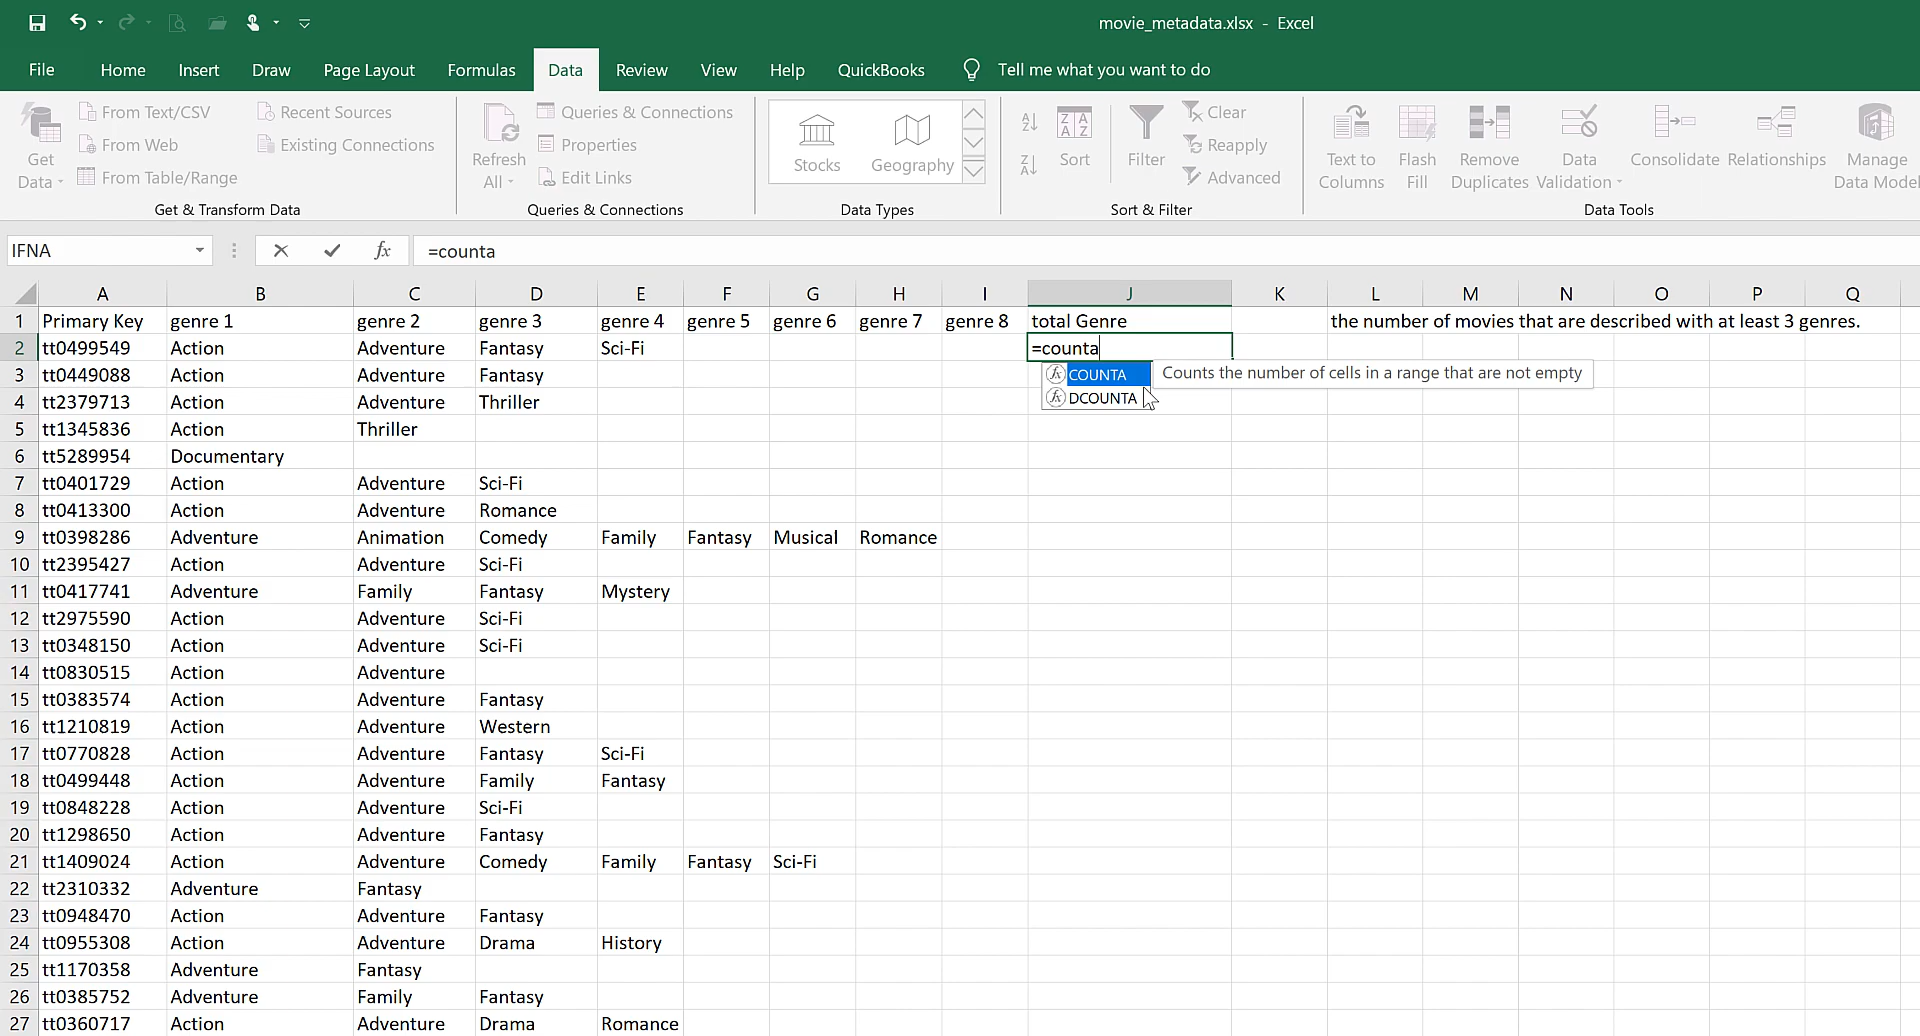 movie_metadata.xlsx - Excel
File Home Insert Draw Page Layout Formulas Data Review View Help QuickBooks Tell me what you want to do
Get Data
From Text/CSV
From Web
From Table/Range
Recent Sources
Existing Connections
Get & Transform Data
Refresh All
Queries & Connections
Properties
Edit Links
Queries & Connections
Stocks
Geography
Data Types
Sort
Filter
Clear
Reapply
Advanced
Sort & Filter
Text to Columns
Flash Fill
Remove Duplicates
Data Validation
Consolidate
Relationships
Manage Data Model
Data Tools
IFNA fx =counta
A B C D E F G H I J K L M N O P Q
1 Primary Key genre 1 genre 2 genre 3 genre 4 genre 5 genre 6 genre 7 genre 8 total Genre the number of movies that are described with at least 3 genres.
2 tt0499549 Action Adventure Fantasy Sci-Fi =counta
3 tt0449088 Action Adventure Fantasy fx COUNTA Counts the number of cells in a range that are not empty
4 tt2379713 Action Adventure Thriller fx DCOUNTA
5 tt1345836 Action Thriller
6 tt5289954 Documentary
7 tt0401729 Action Adventure Sci-Fi
8 tt0413300 Action Adventure Romance
9 tt0398286 Adventure Animation Comedy Family Fantasy Musical Romance
10 tt2395427 Action Adventure Sci-Fi
11 tt0417741 Adventure Family Fantasy Mystery
12 tt2975590 Action Adventure Sci-Fi
13 tt0348150 Action Adventure Sci-Fi
14 tt0830515 Action Adventure
15 tt0383574 Action Adventure Fantasy
16 tt1210819 Action Adventure Western
17 tt0770828 Action Adventure Fantasy Sci-Fi
18 tt0499448 Action Adventure Family Fantasy
19 tt0848228 Action Adventure Sci-Fi
20 tt1298650 Action Adventure Fantasy
21 tt1409024 Action Adventure Comedy Family Fantasy Sci-Fi
22 tt2310332 Adventure Fantasy
23 tt0948470 Action Adventure Fantasy
24 tt0955308 Action Adventure Drama History
25 tt1170358 Adventure Fantasy
26 tt0385752 Adventure Family Fantasy
27 tt0360717 Action Adventure Drama Romance